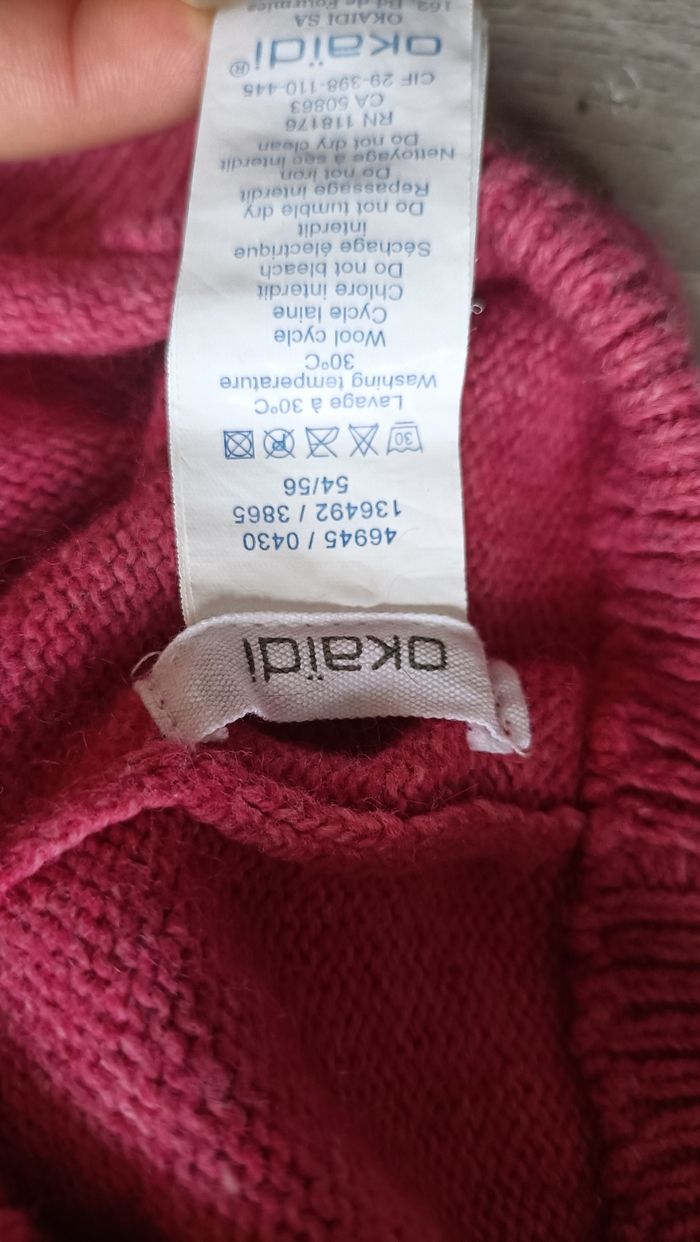 okaïdi
46945 / 0430
136492 / 3865
54/56
30
Lavage à 30°C
Washing temperature
30°C
Wool cycle
Cycle laine
Chlore interdit
Do not bleach
Séchage électrique
interdit
Do not tumble dry
Repassage interdit
Do not iron
Nettoyage à sec interdit
Do not dry clean
RN 118176
CA 50863
CIF 29-398-110-445
okaïdi®
OKAIDI SA
162, Bd de Fourmies